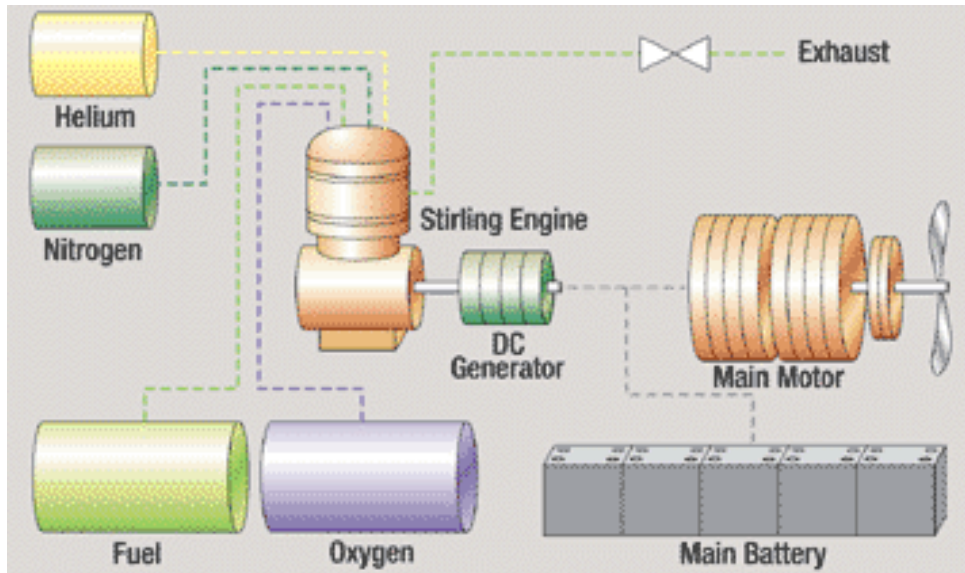 Helium
Exhaust
Nitrogen
Stirling Engine
DC
Generator
Main Motor
Fuel
Oxygen
Main Battery